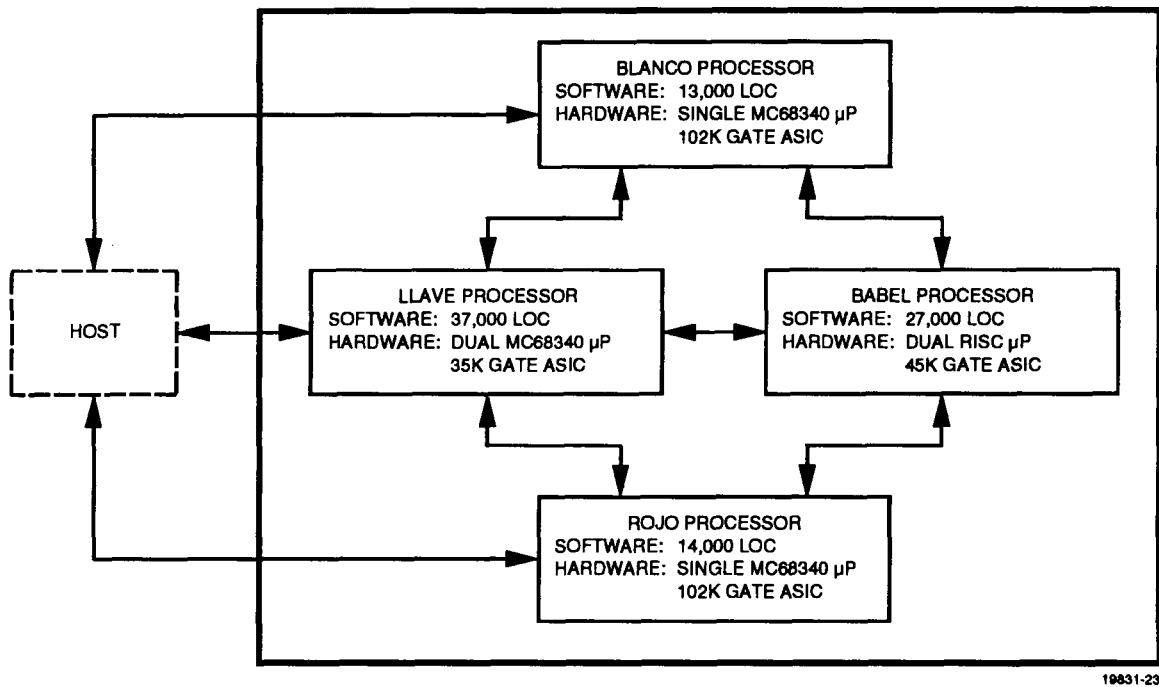 BLANCO PROCESSOR
SOFTWARE: 13,000 LOC
HARDWARE: SINGLE MC68340 µP
102K GATE ASIC
HOST
LLAVE PROCESSOR
SOFTWARE: 37,000 LOC
HARDWARE: DUAL MC68340 µP
35K GATE ASIC
BABEL PROCESSOR
SOFTWARE: 27,000 LOC
HARDWARE: DUAL RISC µP
45K GATE ASIC
ROJO PROCESSOR
SOFTWARE: 14,000 LOC
HARDWARE: SINGLE MC68340 µP
102K GATE ASIC
19831-23